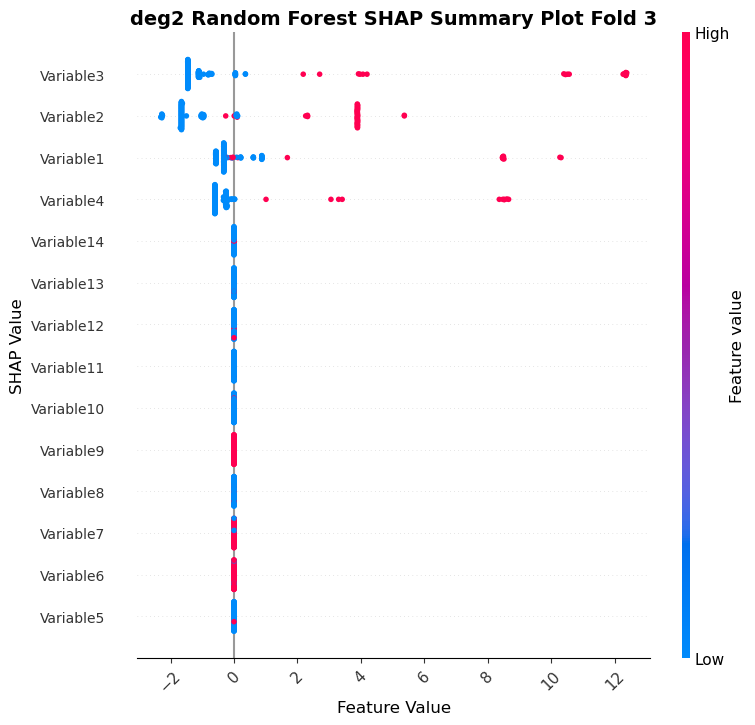 deg2 Random Forest SHAP Summary Plot Fold 3
High
Variable3
Variable2
Variable1
Variable4
Variable14
Variable13
Variable12
Variable11
Variable10
Variable9
Variable8
Variable7
Variable6
Variable5
SHAP Value
Feature value
Low
−2 0 2 4 6 8 10 12
Feature Value